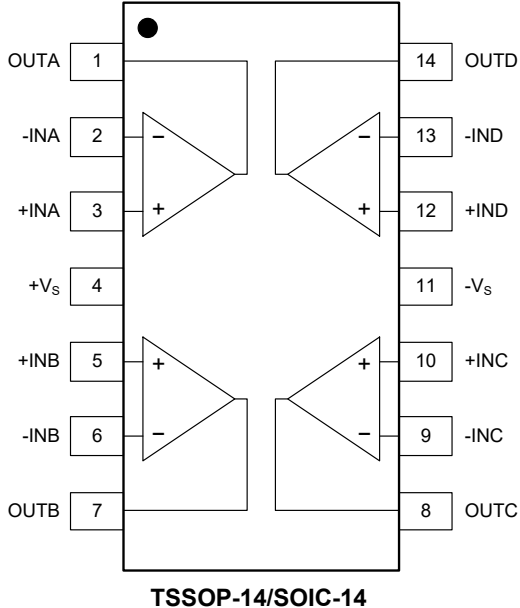 OUTA 1 14 OUTD
-INA 2 − − 13 -IND
+INA 3 + + 12 +IND
+VS 4 11 -VS
+INB 5 + + 10 +INC
-INB 6 − − 9 -INC
OUTB 7 8 OUTC
TSSOP-14/SOIC-14